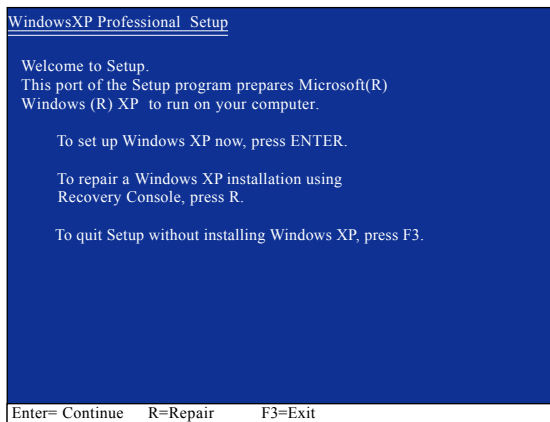 WindowsXP Professional Setup
Welcome to Setup.
This port of the Setup program prepares Microsoft(R)
Windows (R) XP to run on your computer.
To set up Windows XP now, press ENTER.
To repair a Windows XP installation using
Recovery Console, press R.
To quit Setup without installing Windows XP, press F3.
Enter= Continue R=Repair F3=Exit